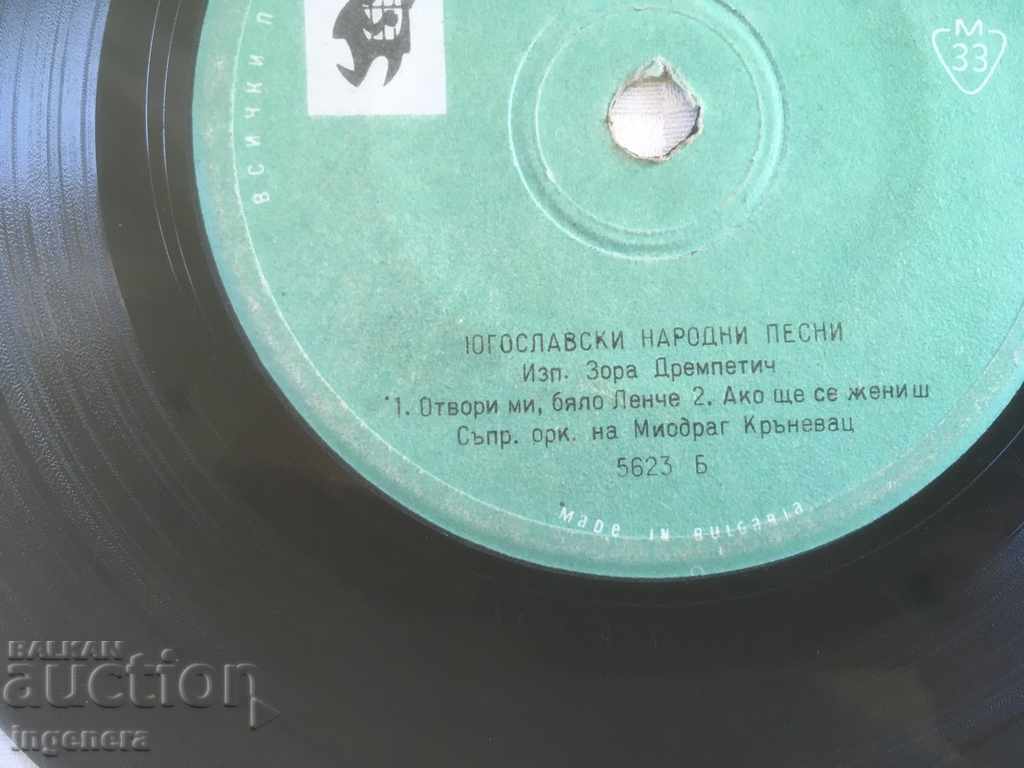 ВСИЧКИ П
М
33
ЮГОСЛАВСКИ НАРОДНИ ПЕСНИ
Изп. Зора Дремпетич
1. Отвори ми, бяло Ленче 2. Ако ще се жениш
Съпр. орк. на Миодраг Кръневац
5623 Б
Made in Bulgaria
BALKAN
auction
ingenera